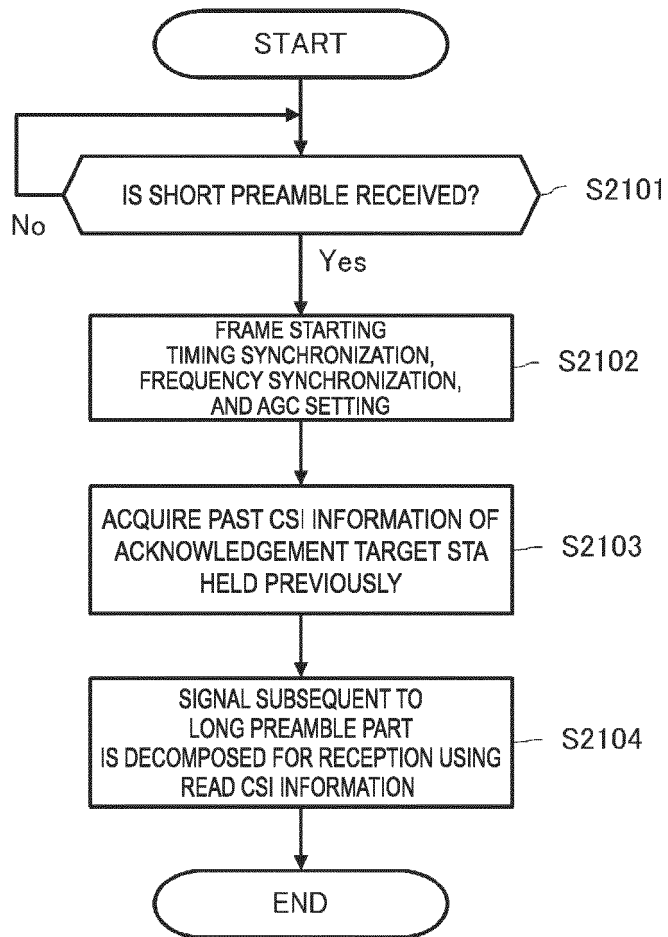 START
IS SHORT PREAMBLE RECEIVED?
S2101
No
Yes
FRAME STARTING
TIMING SYNCHRONIZATION,
FREQUENCY SYNCHRONIZATION,
AND AGC SETTING
S2102
ACQUIRE PAST CSI INFORMATION OF
ACKNOWLEDGEMENT TARGET STA
HELD PREVIOUSLY
S2103
SIGNAL SUBSEQUENT TO
LONG PREAMBLE PART
IS DECOMPOSED FOR RECEPTION USING
READ CSI INFORMATION
S2104
END